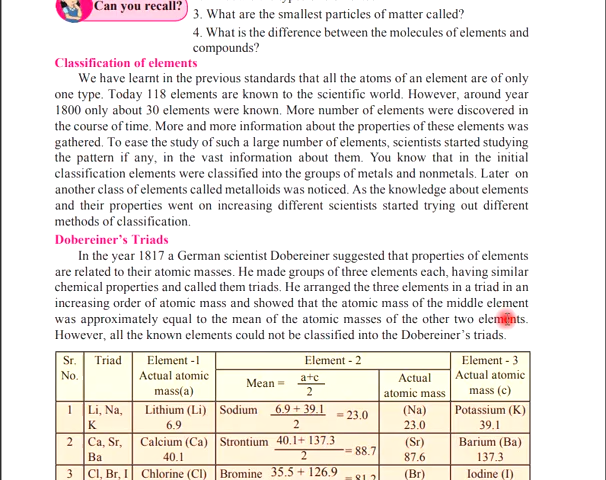 Can you recall?
3. What are the smallest particles of matter called?
4. What is the difference between the molecules of elements and
compounds?
Classification of elements
We have learnt in the previous standards that all the atoms of an element are of only
one type. Today 118 elements are known to the scientific world. However, around year
1800 only about 30 elements were known. More number of elements were discovered in
the course of time. More and more information about the properties of these elements was
gathered. To ease the study of such a large number of elements, scientists started studying
the pattern if any, in the vast information about them. You know that in the initial
classification elements were classified into the groups of metals and nonmetals. Later on
another class of elements called metalloids was noticed. As the knowledge about elements
and their properties went on increasing different scientists started trying out different
methods of classification.
Dobereiner's Triads
In the year 1817 a German scientist Dobereiner suggested that properties of elements
are related to their atomic masses. He made groups of three elements each, having similar
chemical properties and called them triads. He arranged the three elements in a triad in an
increasing order of atomic mass and showed that the atomic mass of the middle element
was approximately equal to the mean of the atomic masses of the other two elements.
However, all the known elements could not be classified into the Dobereiner's triads.
Sr. Triad Element -1 Element - 2 Element - 3
No. Actual atomic mass(a) Mean = a+c / 2 Actual atomic mass Actual atomic mass (c)
1 Li, Na, Lithium (Li) Sodium 6.9 + 39.1 / 2 = 23.0 (Na) Potassium (K)
K 6.9 23.0 39.1
2 Ca, Sr, Calcium (Ca) Strontium 40.1+ 137.3 / 2 = 88.7 (Sr) Barium (Ba)
Ba 40.1 87.6 137.3
3 Cl, Br, I Chlorine (Cl) Bromine 35.5 + 126.9 = 81.2 (Br) Iodine (I)